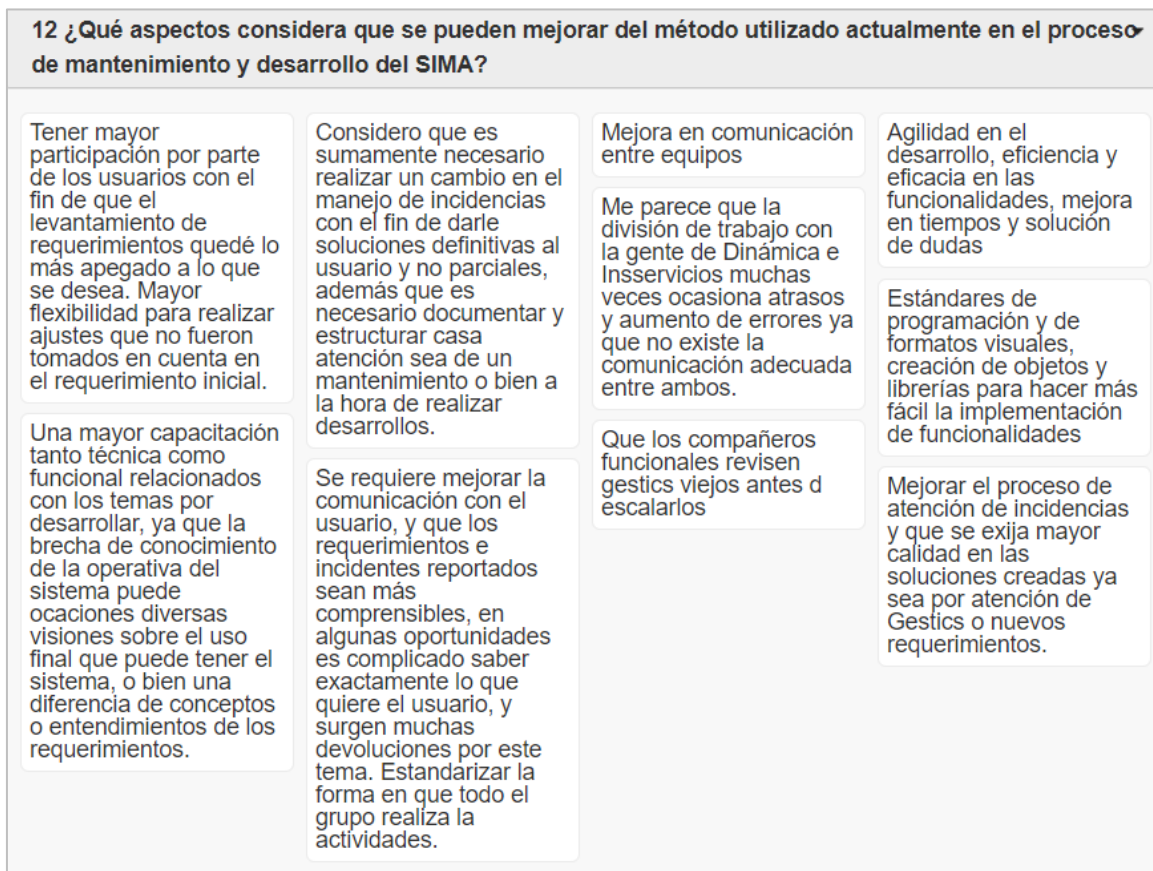 12 ¿Qué aspectos considera que se pueden mejorar del método utilizado actualmente en el proceso
de mantenimiento y desarrollo del SIMA?
Tener mayor
participación por parte
de los usuarios con el
fin de que el
levantamiento de
requerimientos quedé lo
más apegado a lo que
se desea. Mayor
flexibilidad para realizar
ajustes que no fueron
tomados en cuenta en
el requerimiento inicial.
Una mayor capacitación
tanto técnica como
funcional relacionados
con los temas por
desarrollar, ya que la
brecha de conocimiento
de la operativa del
sistema puede
ocaciones diversas
visiones sobre el uso
final que puede tener el
sistema, o bien una
diferencia de conceptos
o entendimientos de los
requerimientos.
Considero que es
sumamente necesario
realizar un cambio en el
manejo de incidencias
con el fin de darle
soluciones definitivas al
usuario y no parciales,
además que es
necesario documentar y
estructurar casa
atención sea de un
mantenimiento o bien a
la hora de realizar
desarrollos.
Se requiere mejorar la
comunicación con el
usuario, y que los
requerimientos e
incidentes reportados
sean más
comprensibles, en
algunas oportunidades
es complicado saber
exactamente lo que
quiere el usuario, y
surgen muchas
devoluciones por este
tema. Estandarizar la
forma en que todo el
grupo realiza la
actividades.
Mejora en comunicación
entre equipos
Me parece que la
división de trabajo con
la gente de Dinámica e
Insservicios muchas
veces ocasiona atrasos
y aumento de errores ya
que no existe la
comunicación adecuada
entre ambos.
Que los compañeros
funcionales revisen
gestics viejos antes d
escalarlos
Agilidad en el
desarrollo, eficiencia y
eficacia en las
funcionalidades, mejora
en tiempos y solución
de dudas
Estándares de
programación y de
formatos visuales,
creación de objetos y
librerías para hacer más
fácil la implementación
de funcionalidades
Mejorar el proceso de
atención de incidencias
y que se exija mayor
calidad en las
soluciones creadas ya
sea por atención de
Gestics o nuevos
requerimientos.